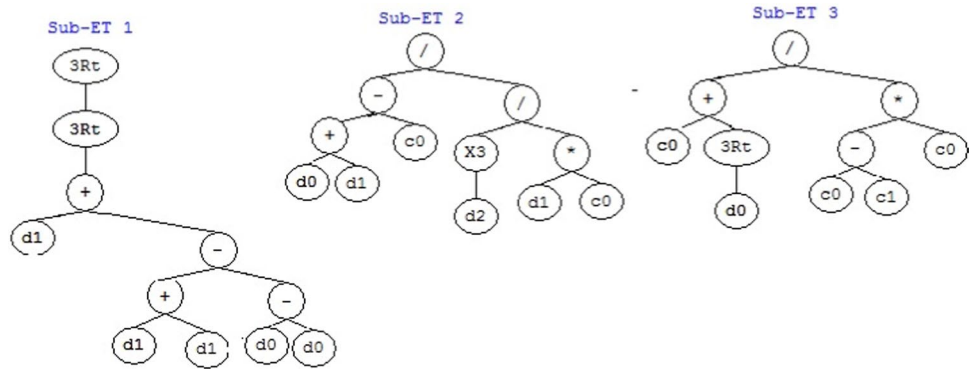 Sub-ET 1
3Rt
3Rt
+
d1
-
+
-
d1
d1
d0
d0
Sub-ET 2
/
-
/
+
c0
X3
*
d0
d1
d2
d1
c0
Sub-ET 3
/
+
*
c0
3Rt
-
c0
d0
c0
c1